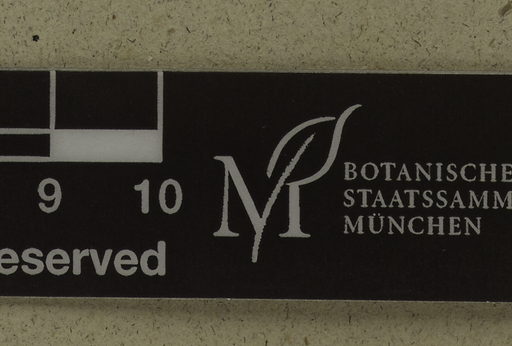 9 10
eserved
M
BOTANISCHE
STAATSSAMM
MÜNCHEN